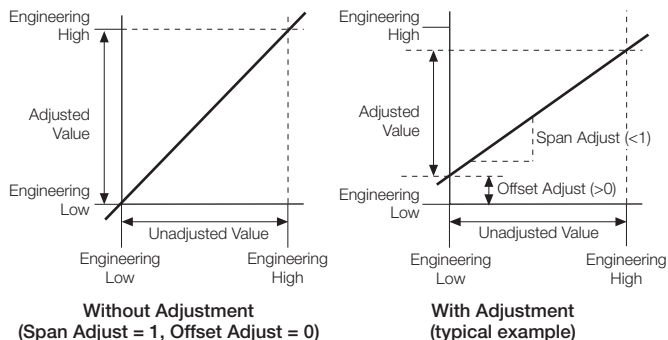 Engineering
High
Adjusted
Value
Engineering
Low
Unadjusted Value
Engineering
Low
Engineering
High
Without Adjustment
(Span Adjust = 1, Offset Adjust = 0)
Engineering
High
Adjusted
Value
Span Adjust (<1)
Offset Adjust (>0)
Engineering
Low
Unadjusted Value
Engineering
Low
Engineering
High
With Adjustment
(typical example)